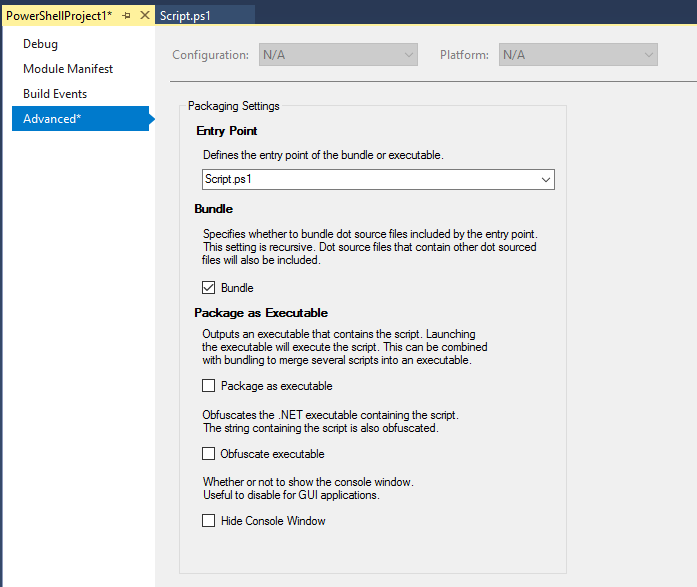 PowerShellProject1* Script.ps1
Debug
Module Manifest
Build Events
Advanced*
Configuration: N/A Platform: N/A
Packaging Settings
Entry Point
Defines the entry point of the bundle or executable.
Script.ps1
Bundle
Specifies whether to bundle dot source files included by the entry point.
This setting is recursive. Dot source files that contain other dot sourced
files will also be included.
Bundle
Package as Executable
Outputs an executable that contains the script. Launching
the executable will execute the script. This can be combined
with bundling to merge several scripts into an executable.
Package as executable
Obfuscates the .NET executable containing the script.
The string containing the script is also obfuscated.
Obfuscate executable
Whether or not to show the console window.
Useful to disable for GUI applications.
Hide Console Window